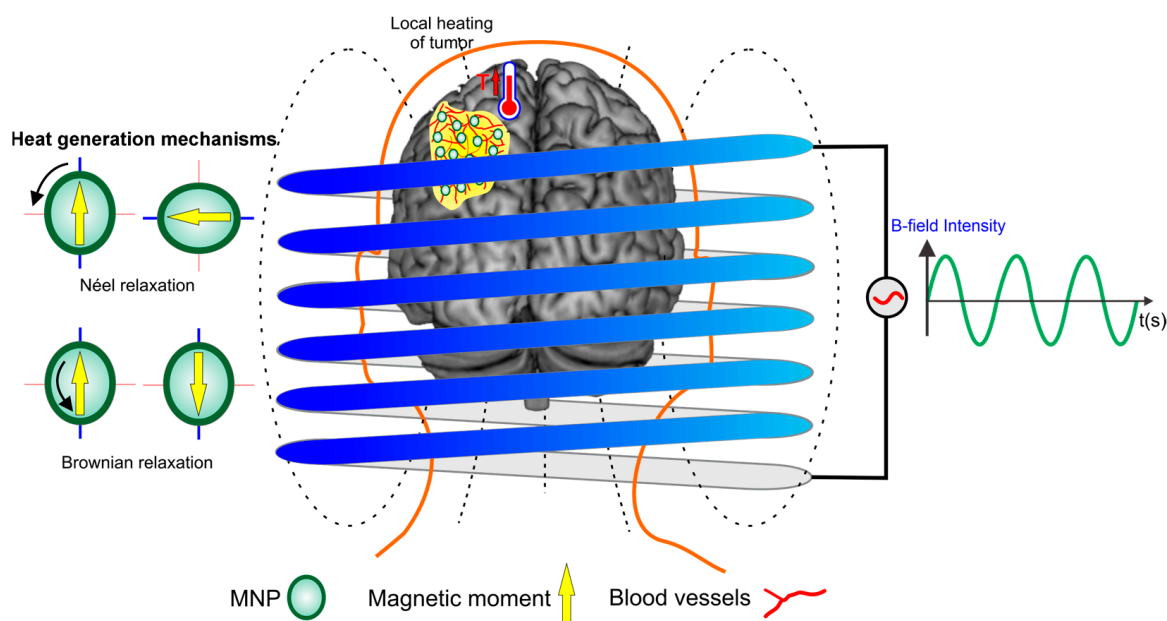 Local heating
of tumor
T
Heat generation mechanisms
Néel relaxation
Brownian relaxation
B-field Intensity
t(s)
MNP
Magnetic moment
Blood vessels